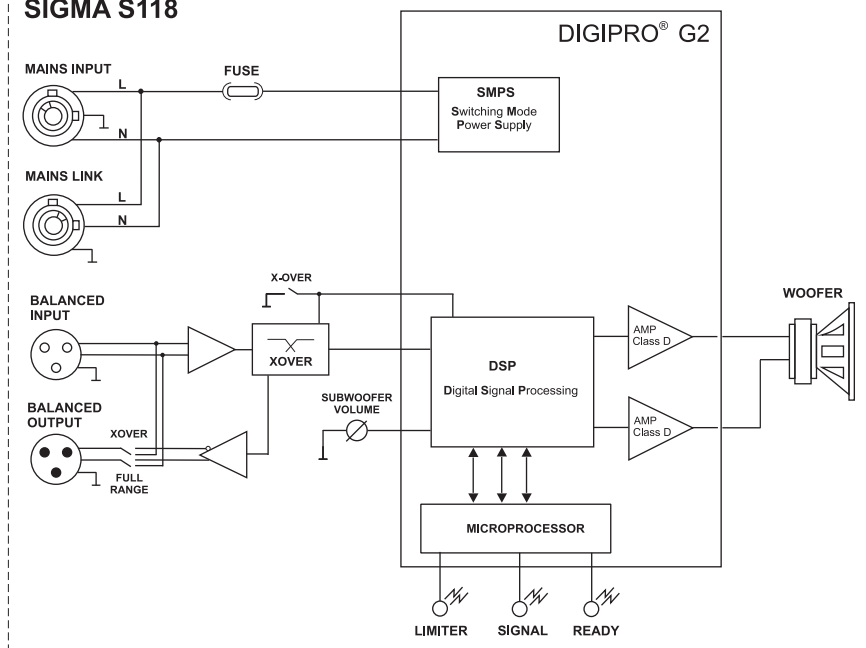 SIGMA S118
DIGIPRO® G2
MAINS INPUT
L
N
FUSE
SMPS
Switching Mode
Power Supply
MAINS LINK
L
N
X-OVER
BALANCED
INPUT
XOVER
DSP
Digital Signal Processing
AMP
Class D
WOOFER
BALANCED
OUTPUT
XOVER
FULL
RANGE
SUBWOOFER
VOLUME
AMP
Class D
MICROPROCESSOR
LIMITER
SIGNAL
READY